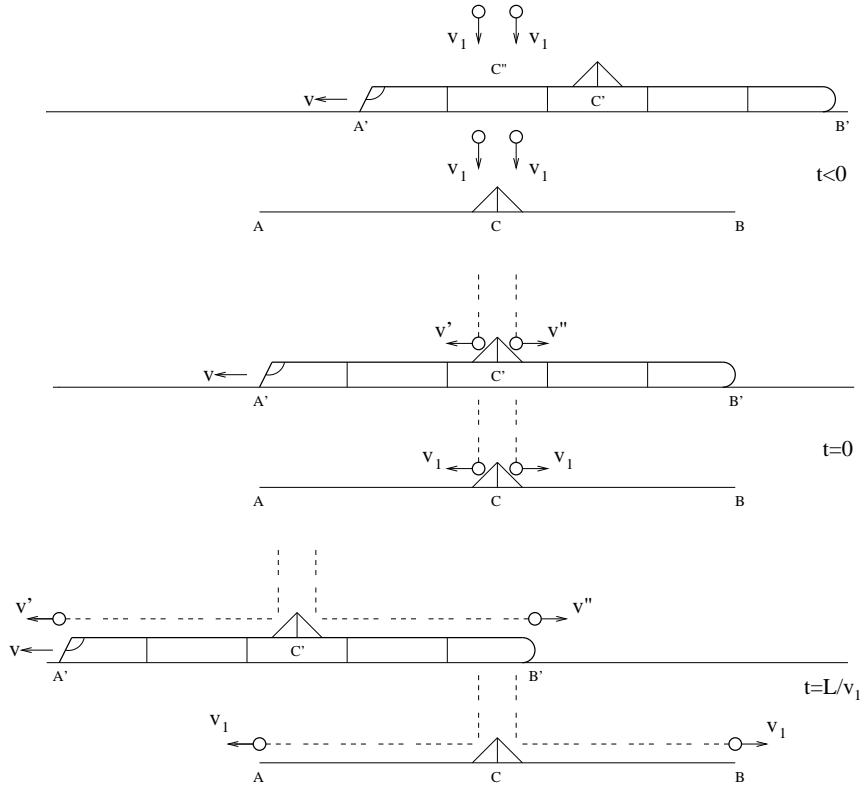 v₁ v₁
C"
v C'
A' B'
v₁ v₁
t<0
A C B
v' v"
v C'
A' B'
v₁ v₁
t=0
A C B
v' v"
v C'
A' B'
t=L/v₁
v₁ v₁
A C B